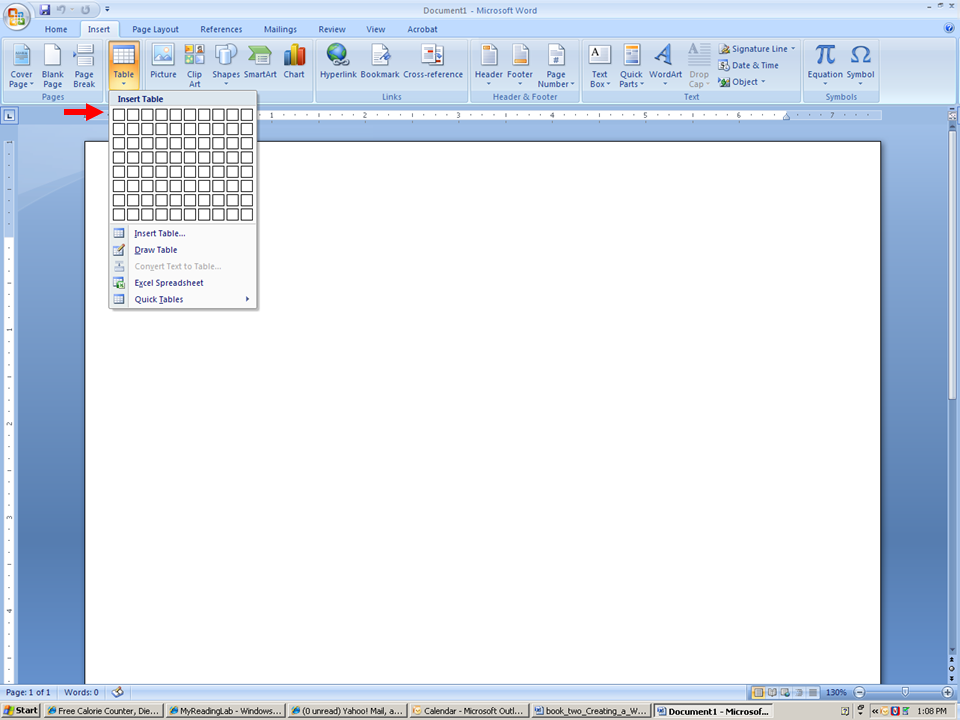 Document1 - Microsoft Word
Home Insert Page Layout References Mailings Review View Acrobat
Cover Page Blank Page Page Break Table Picture Clip Art Shapes SmartArt Chart Hyperlink Bookmark Cross-reference Header Footer Page Number Text Box Quick Parts WordArt Drop Cap Signature Line Date & Time Object Equation Symbol
Pages Links Header & Footer Text Symbols
Insert Table
1 2 3 4 5 6 7
Insert Table...
Draw Table
Convert Text to Table...
Excel Spreadsheet
Quick Tables
1
1
2
3
4
Page: 1 of 1 Words: 0 130%
Start Free Calorie Counter, Die... MyReadingLab - Windows... (0 unread) Yahoo! Mail, a... Calendar - Microsoft Outl... book_two_Creating_a_W... Document1 - Microsof... 1:08 PM